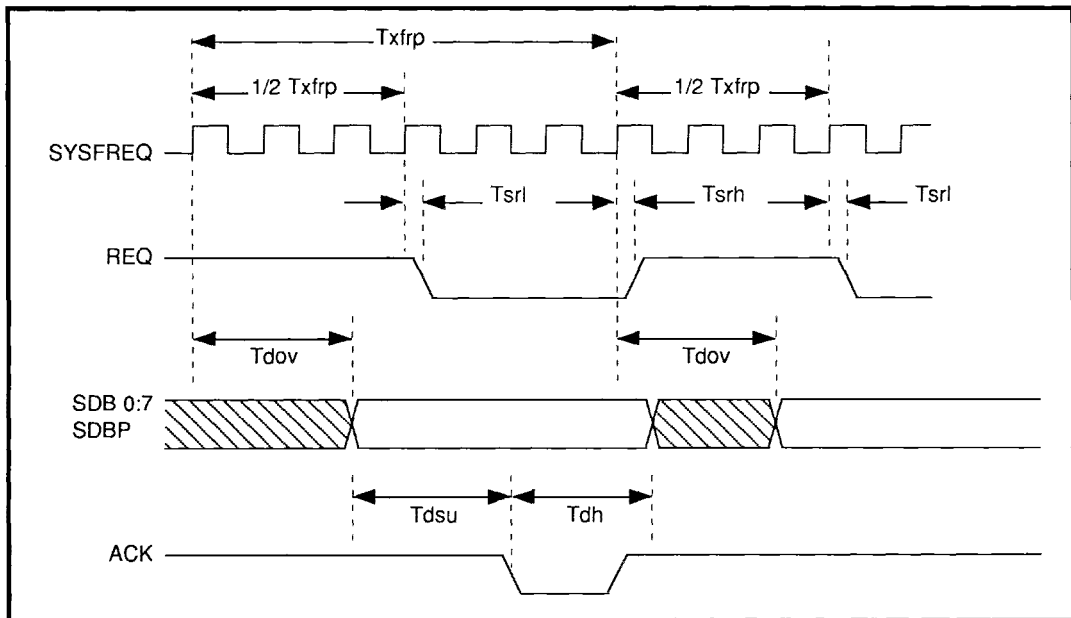 Txfrp
1/2 Txfrp
1/2 Txfrp
SYSFREQ
Tsrl
Tsrh
Tsrl
REQ
Tdov
Tdov
SDB 0:7
SDBP
Tdsu
Tdh
ACK